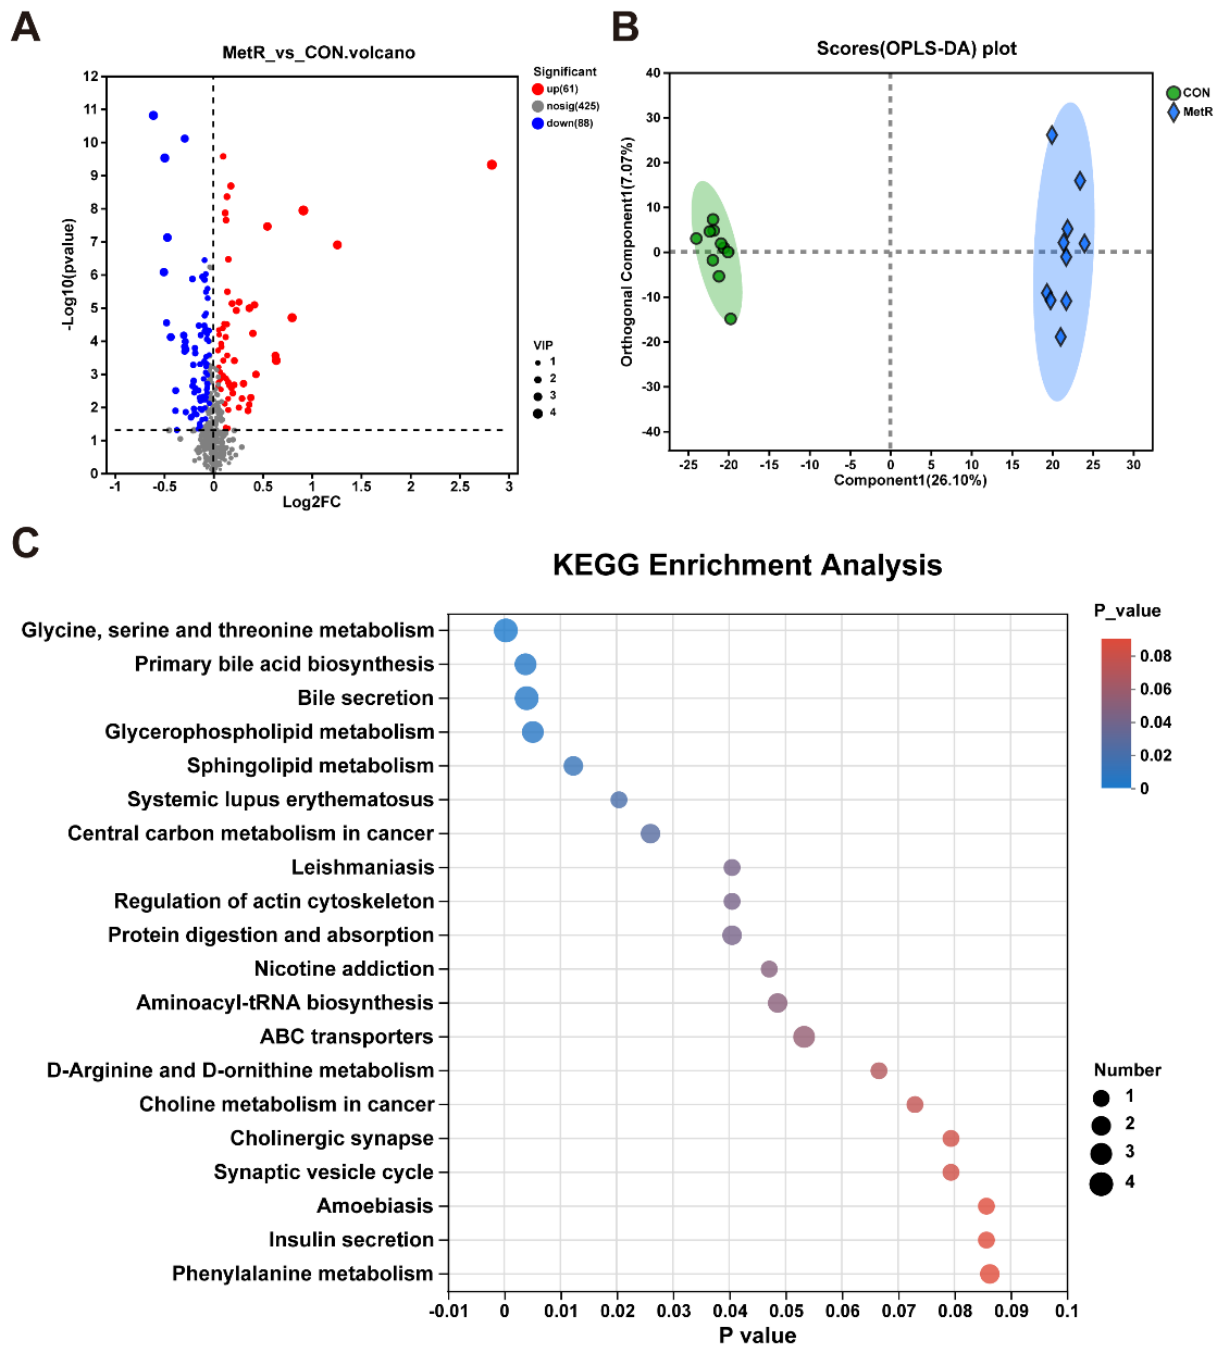 A
MetR_vs_CON.volcano
12
11
10
9
8
7
6
5
4
3
2
1
0
-Log10(pvalue)
-1
-0.5
0
0.5
1
1.5
2
2.5
3
Log2FC
Significant
up(61)
nosig(425)
down(88)
VIP
1
2
3
4
B
Scores(OPLS-DA) plot
40
30
20
10
0
-10
-20
-30
-40
Orthogonal Component1(7.07%)
-25
-20
-15
-10
-5
0
5
10
15
20
25
30
Component1(26.10%)
CON
MetR
C
KEGG Enrichment Analysis
Glycine, serine and threonine metabolism
Primary bile acid biosynthesis
Bile secretion
Glycerophospholipid metabolism
Sphingolipid metabolism
Systemic lupus erythematosus
Central carbon metabolism in cancer
Leishmaniasis
Regulation of actin cytoskeleton
Protein digestion and absorption
Nicotine addiction
Aminoacyl-tRNA biosynthesis
ABC transporters
D-Arginine and D-ornithine metabolism
Choline metabolism in cancer
Cholinergic synapse
Synaptic vesicle cycle
Amoebiasis
Insulin secretion
Phenylalanine metabolism
-0.01
0
0.01
0.02
0.03
0.04
0.05
0.06
0.07
0.08
0.09
0.1
P value
P_value
0.08
0.06
0.04
0.02
0
Number
1
2
3
4